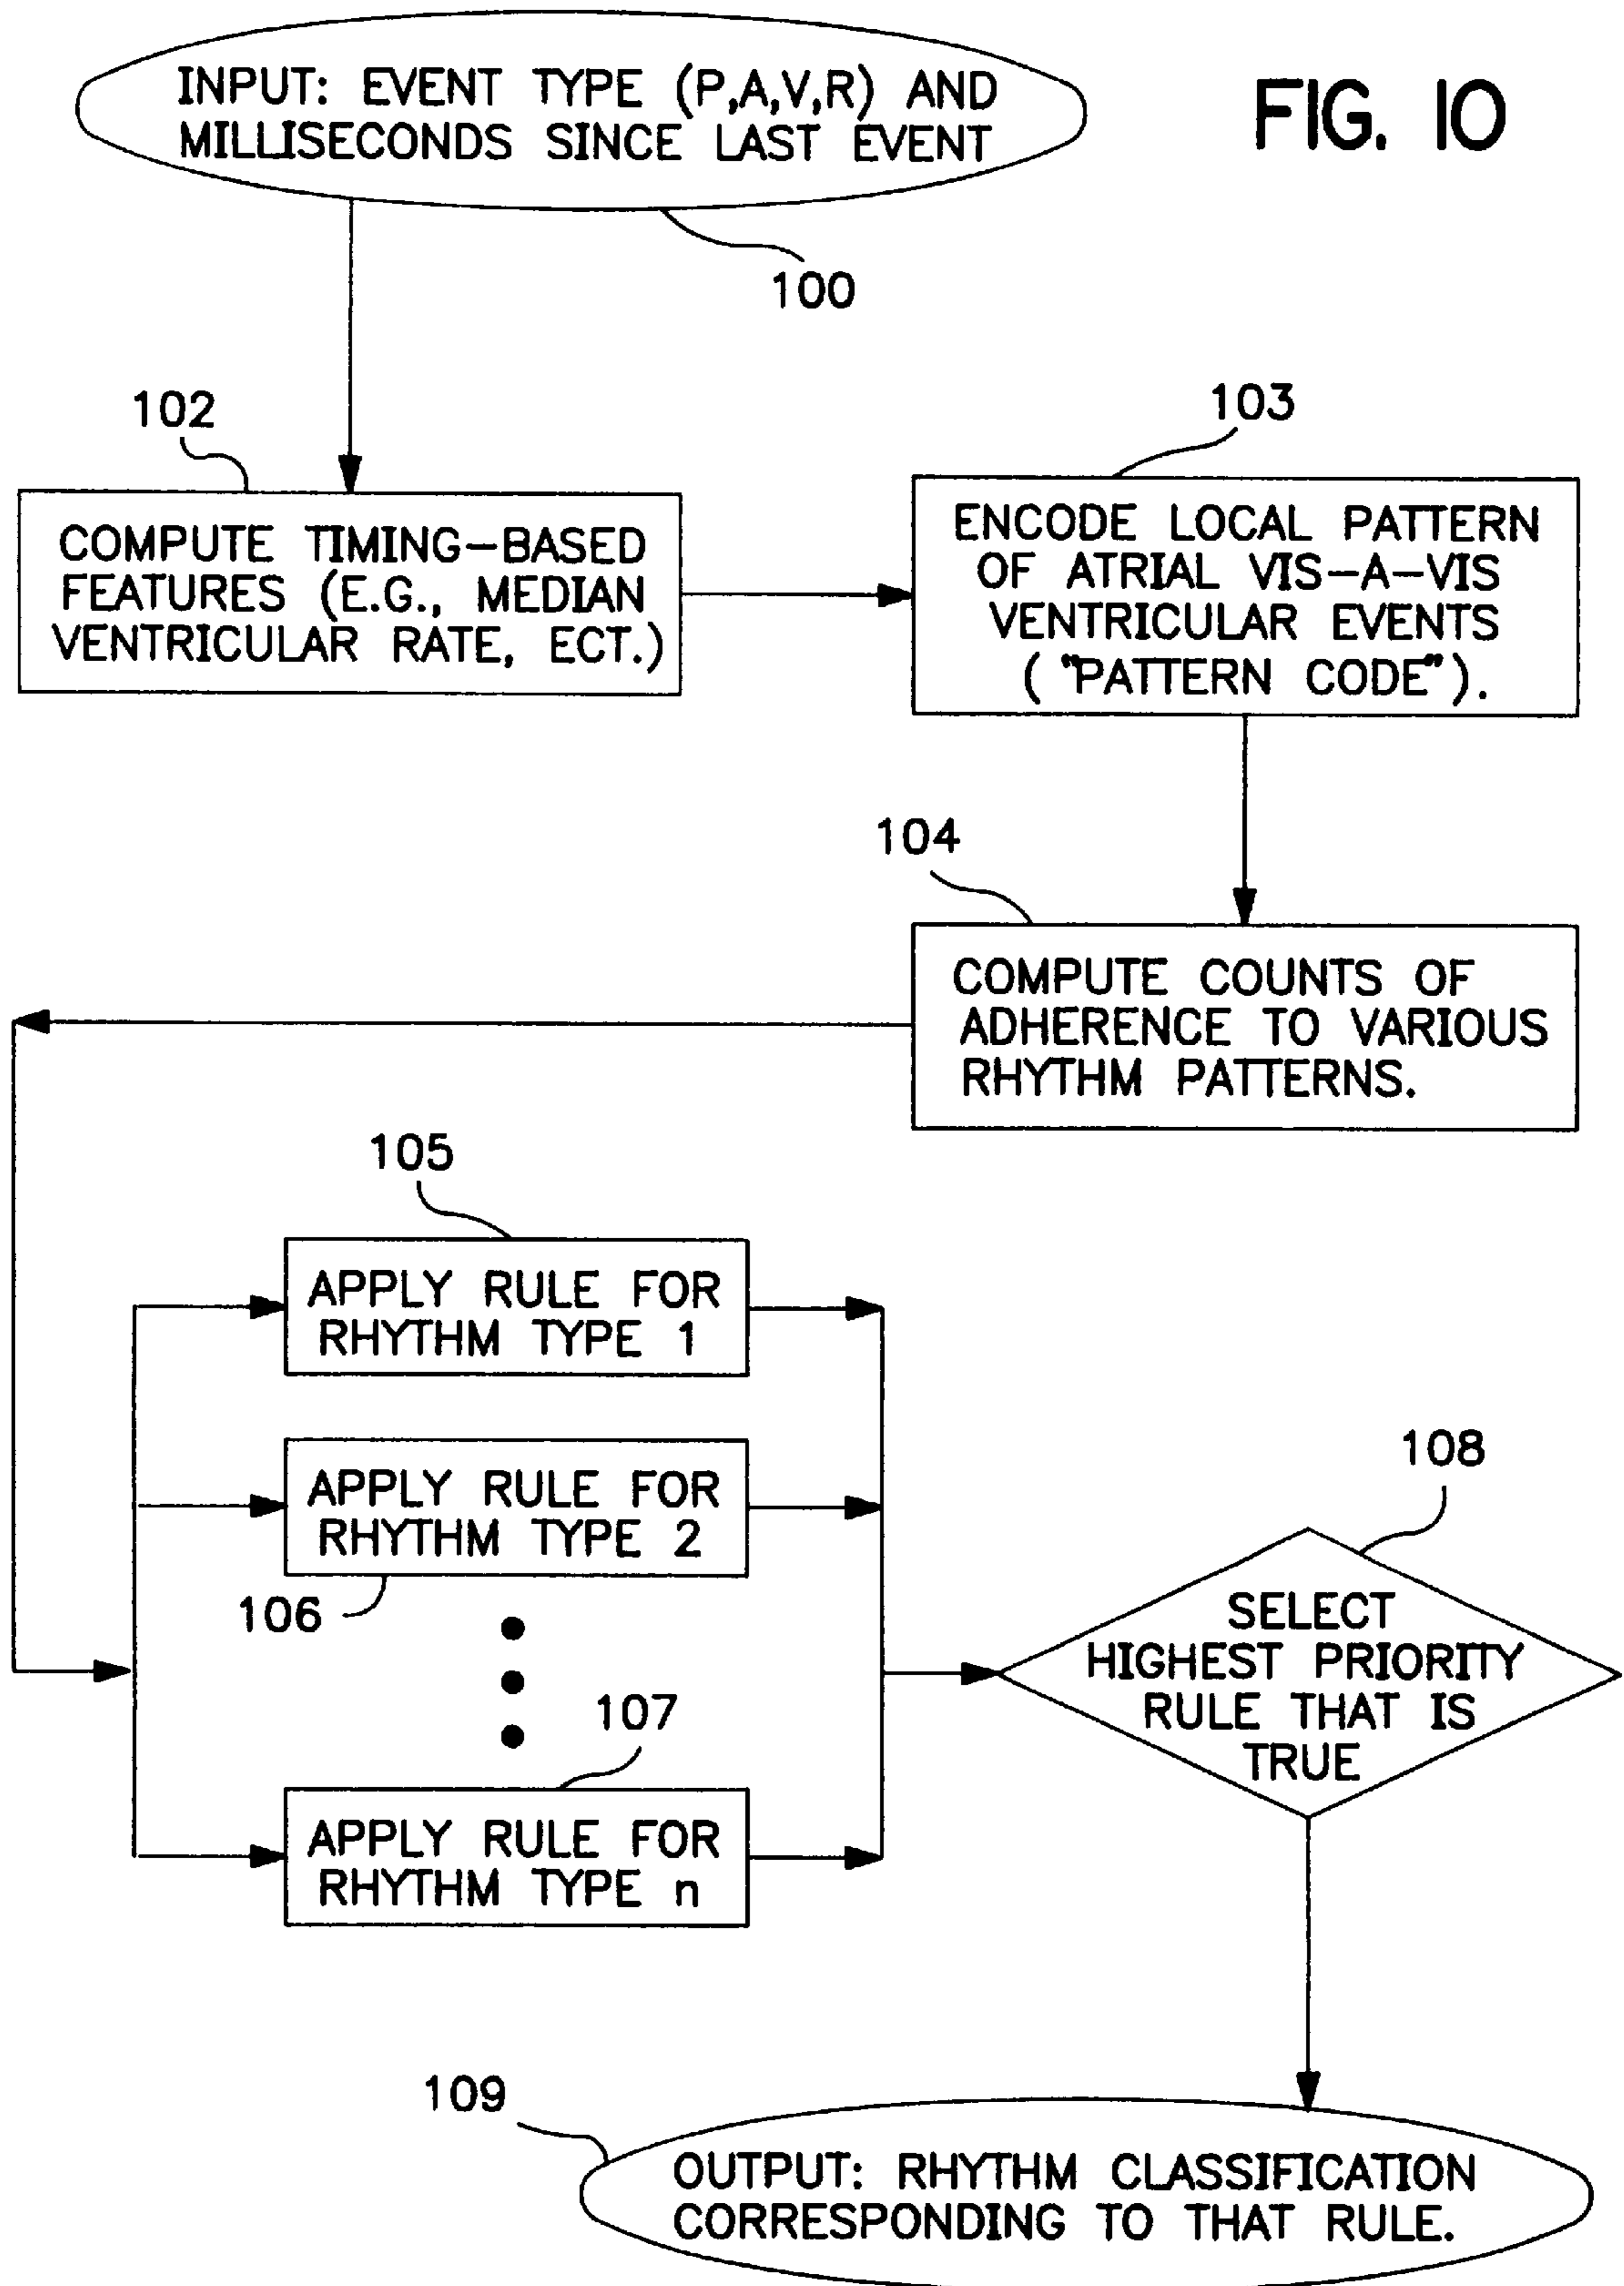 FIG. 10
INPUT: EVENT TYPE (P,A,V,R) AND
MILLISECONDS SINCE LAST EVENT
100
102
COMPUTE TIMING-BASED
FEATURES (E.G., MEDIAN
VENTRICULAR RATE, ECT.)
103
ENCODE LOCAL PATTERN
OF ATRIAL VIS-A-VIS
VENTRICULAR EVENTS
("PATTERN CODE").
104
COMPUTE COUNTS OF
ADHERENCE TO VARIOUS
RHYTHM PATTERNS.
105
APPLY RULE FOR
RHYTHM TYPE 1
APPLY RULE FOR
RHYTHM TYPE 2
106
107
APPLY RULE FOR
RHYTHM TYPE n
108
SELECT
HIGHEST PRIORITY
RULE THAT IS
TRUE
109
OUTPUT: RHYTHM CLASSIFICATION
CORRESPONDING TO THAT RULE.